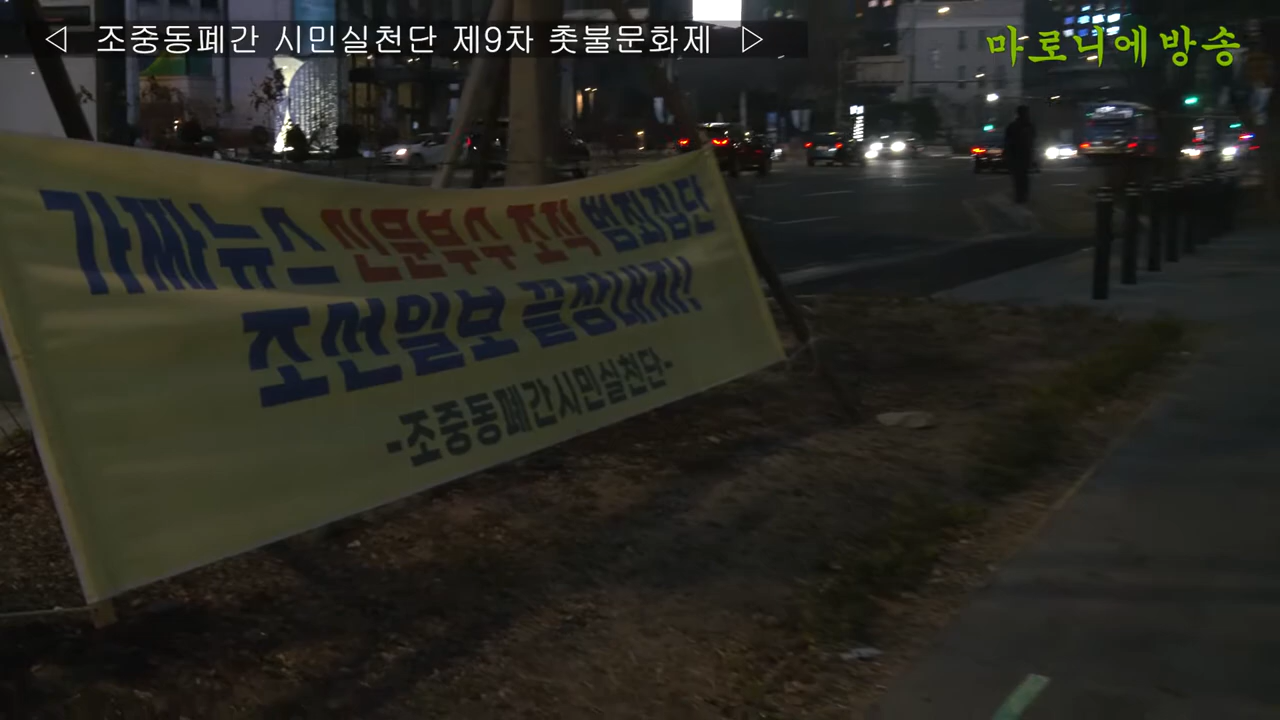 ◁ 조중동폐간 시민실천단 제9차 촛불문화제 ▷
마로니에방송
가짜뉴스 신문부수 조작 범죄집단
조선일보 끝장내자!
-조중동폐간시민실천단-